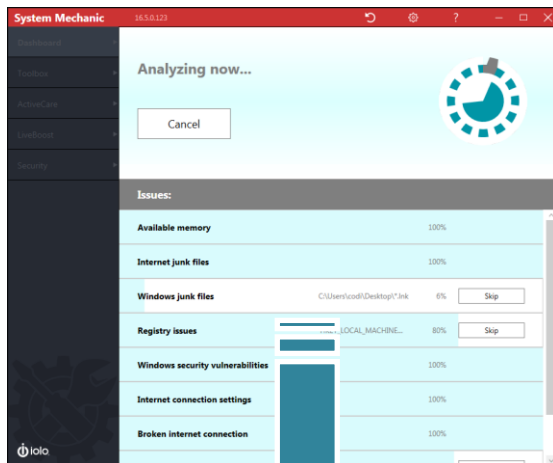 System Mechanic 16.5.0.123 ?
Dashboard
Toolbox
ActiveCare
LiveBoost
Security
Analyzing now...
Cancel
Issues:
Available memory 100%
Internet junk files 100%
Windows junk files C:\Users\codi\Desktop\*.lnk 6% Skip
Registry issues LOCAL_MACHINE... 80% Skip
Windows security vulnerabilities 100%
Internet connection settings 100%
Broken internet connection 100%
iolo